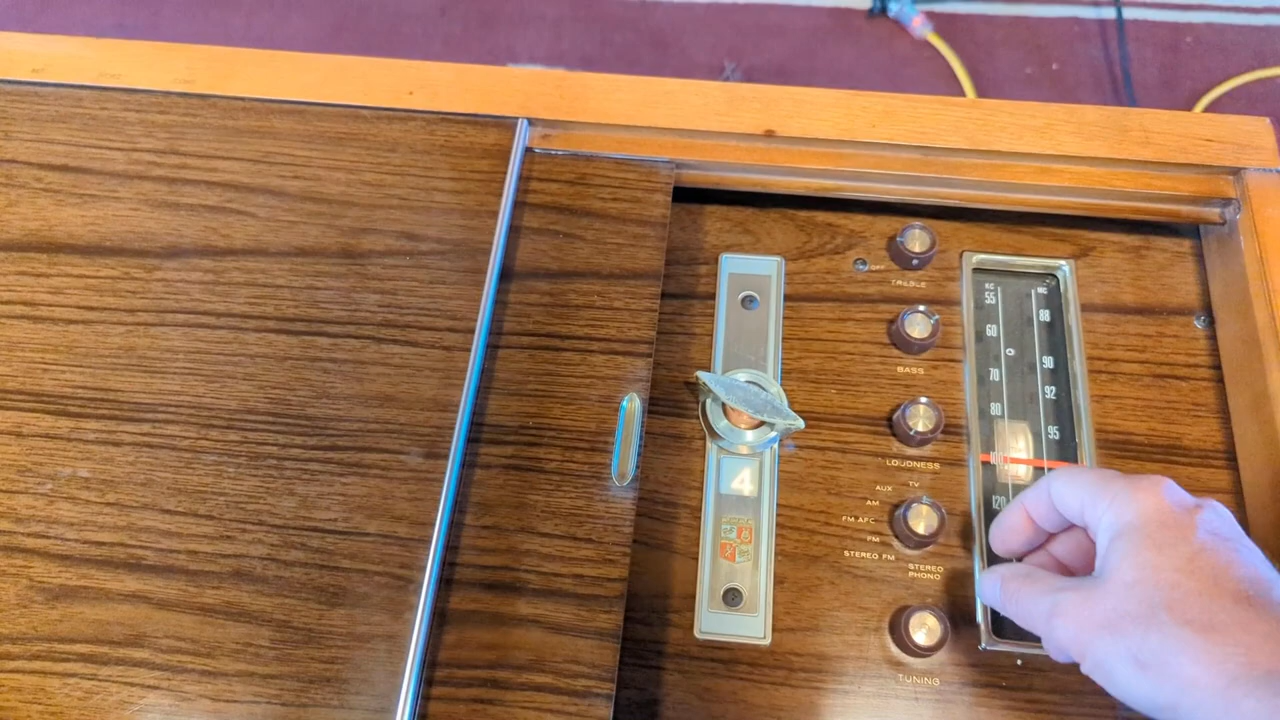 OFF
TREBLE
BASS
LOUDNESS
AUX TV
AM
FM AFC
FM
STEREO FM
STEREO
PHONO
TUNING
4
KC MC
55 88
60
70 90
92
80
95
100
120